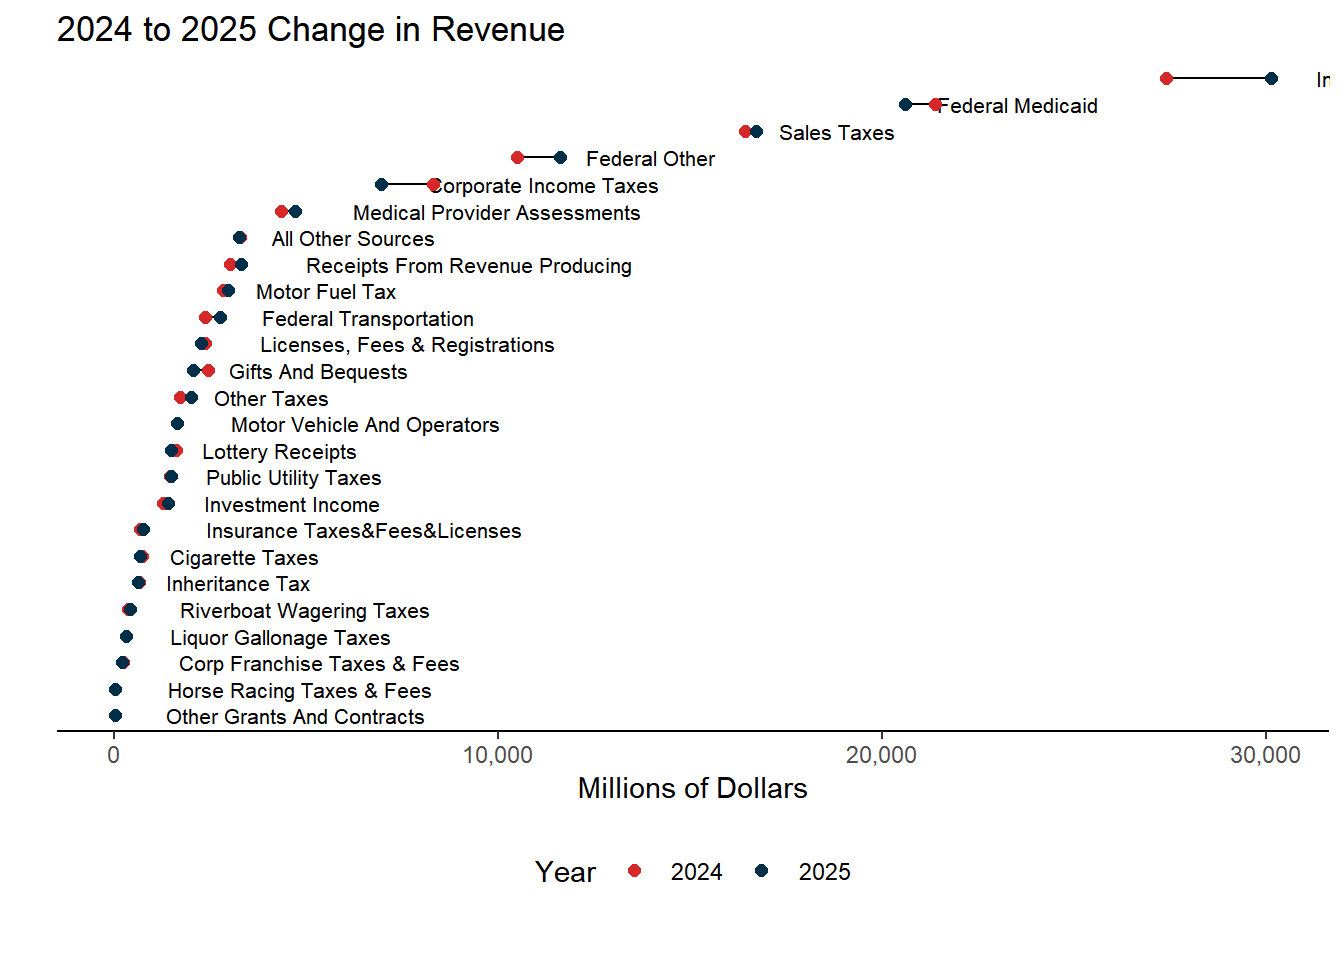 2024 to 2025 Change in Revenue
In
Federal Medicaid
Sales Taxes
Federal Other
Corporate Income Taxes
Medical Provider Assessments
All Other Sources
Receipts From Revenue Producing
Motor Fuel Tax
Federal Transportation
Licenses, Fees & Registrations
Gifts And Bequests
Other Taxes
Motor Vehicle And Operators
Lottery Receipts
Public Utility Taxes
Investment Income
Insurance Taxes&Fees&Licenses
Cigarette Taxes
Inheritance Tax
Riverboat Wagering Taxes
Liquor Gallonage Taxes
Corp Franchise Taxes & Fees
Horse Racing Taxes & Fees
Other Grants And Contracts
0 10,000 20,000 30,000
Millions of Dollars
Year 2024 2025